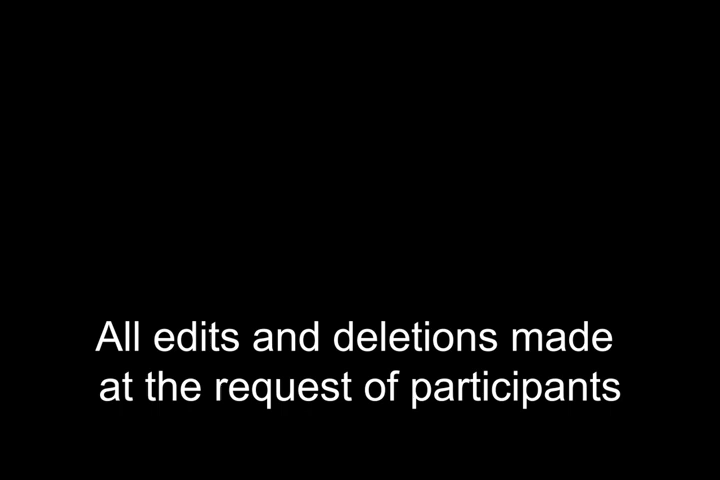 All edits and deletions made
at the request of participants